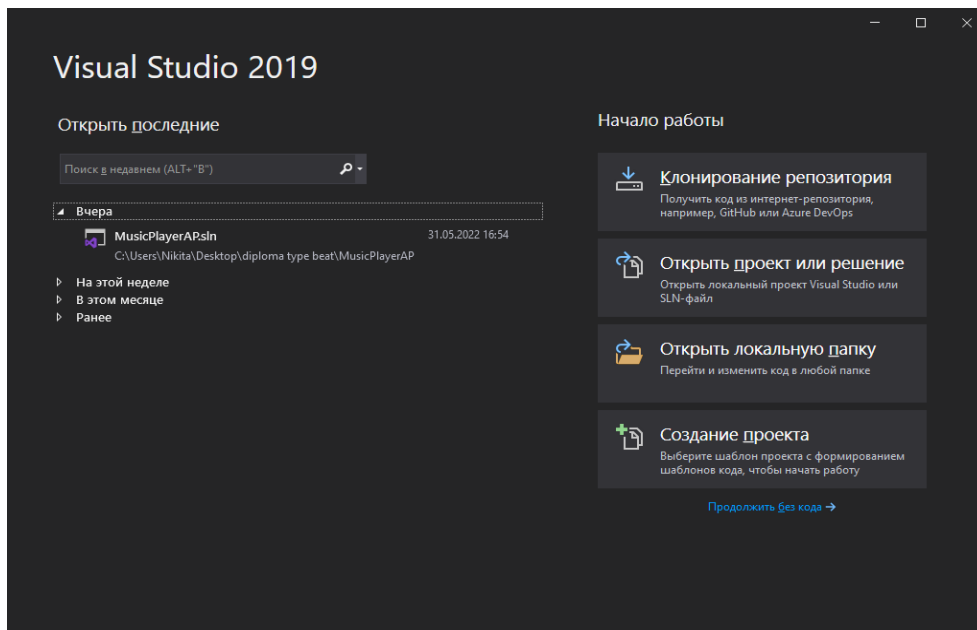 Visual Studio 2019
Открыть последние
Поиск в недавнем (ALT+"В")
Вчера
MusicPlayerAP.sln
31.05.2022 16:54
C:\Users\Nikita\Desktop\diploma type beat\MusicPlayerAP
На этой неделе
В этом месяце
Ранее
Начало работы
Клонирование репозитория
Получить код из интернет-репозитория,
например, GitHub или Azure DevOps
Открыть проект или решение
Открыть локальный проект Visual Studio или
SLN-файл
Открыть локальную папку
Перейти и изменить код в любой папке
Создание проекта
Выберите шаблон проекта с формированием
шаблонов кода, чтобы начать работу
Продолжить без кода